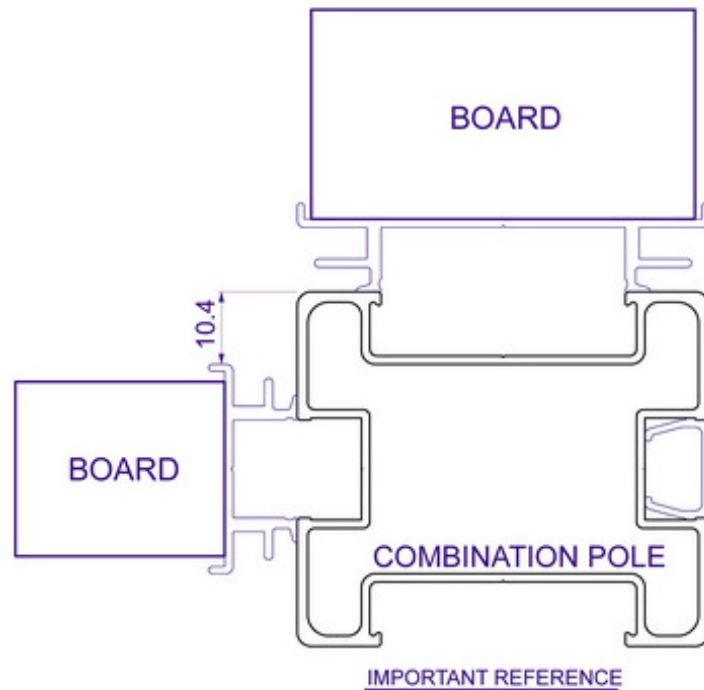 BOARD
10.4
BOARD
COMBINATION POLE
IMPORTANT REFERENCE